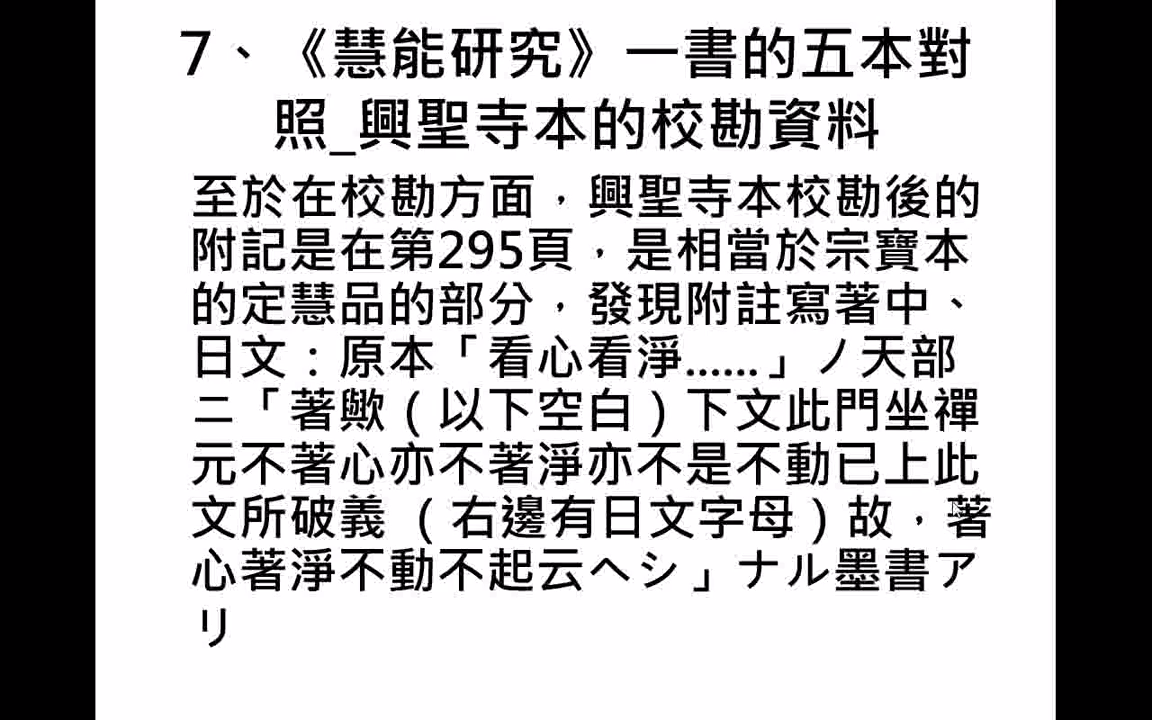 7、《慧能研究》一書的五本對
照_興聖寺本的校勘資料
至於在校勘方面，興聖寺本校勘後的
附記是在第295頁，是相當於宗寶本
的定慧品的部分，發現附註寫著中、
日文：原本「看心看淨……」ノ天部
ニ「著歟（以下空白）下文此門坐禪
元不著心亦不著淨亦不是不動已上此
文所破義（右邊有日文字母）故，著
心著淨不動不起云ヘシ」ナル墨書ア
リ